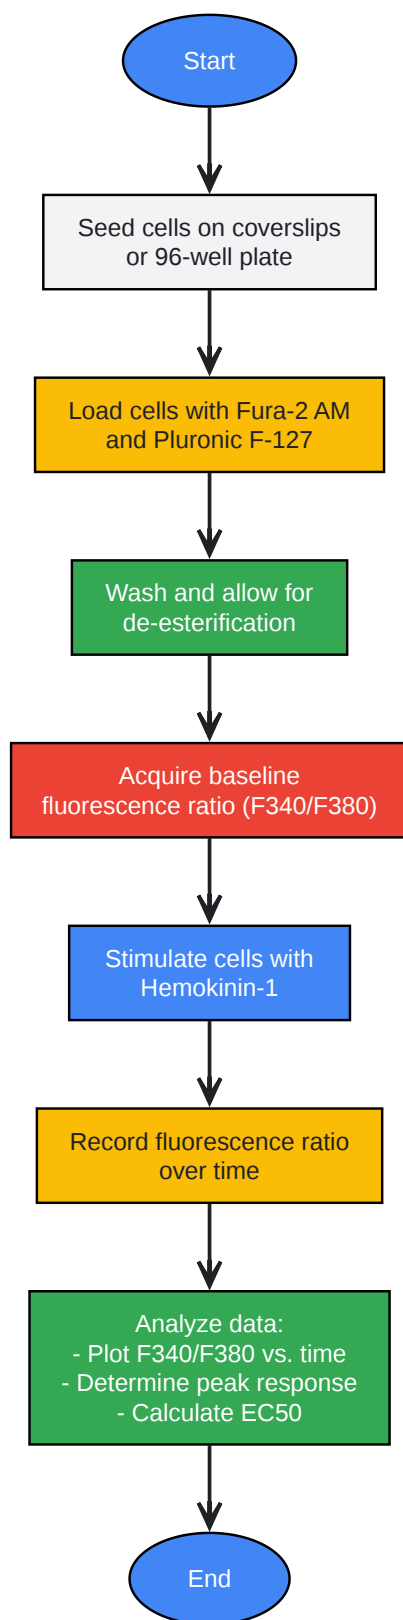 Start
Seed cells on coverslips
or 96-well plate
Load cells with Fura-2 AM
and Pluronic F-127
Wash and allow for
de-esterification
Acquire baseline
fluorescence ratio (F340/F380)
Stimulate cells with
Hemokinin-1
Record fluorescence ratio
over time
Analyze data:
- Plot F340/F380 vs. time
- Determine peak response
- Calculate EC50
End